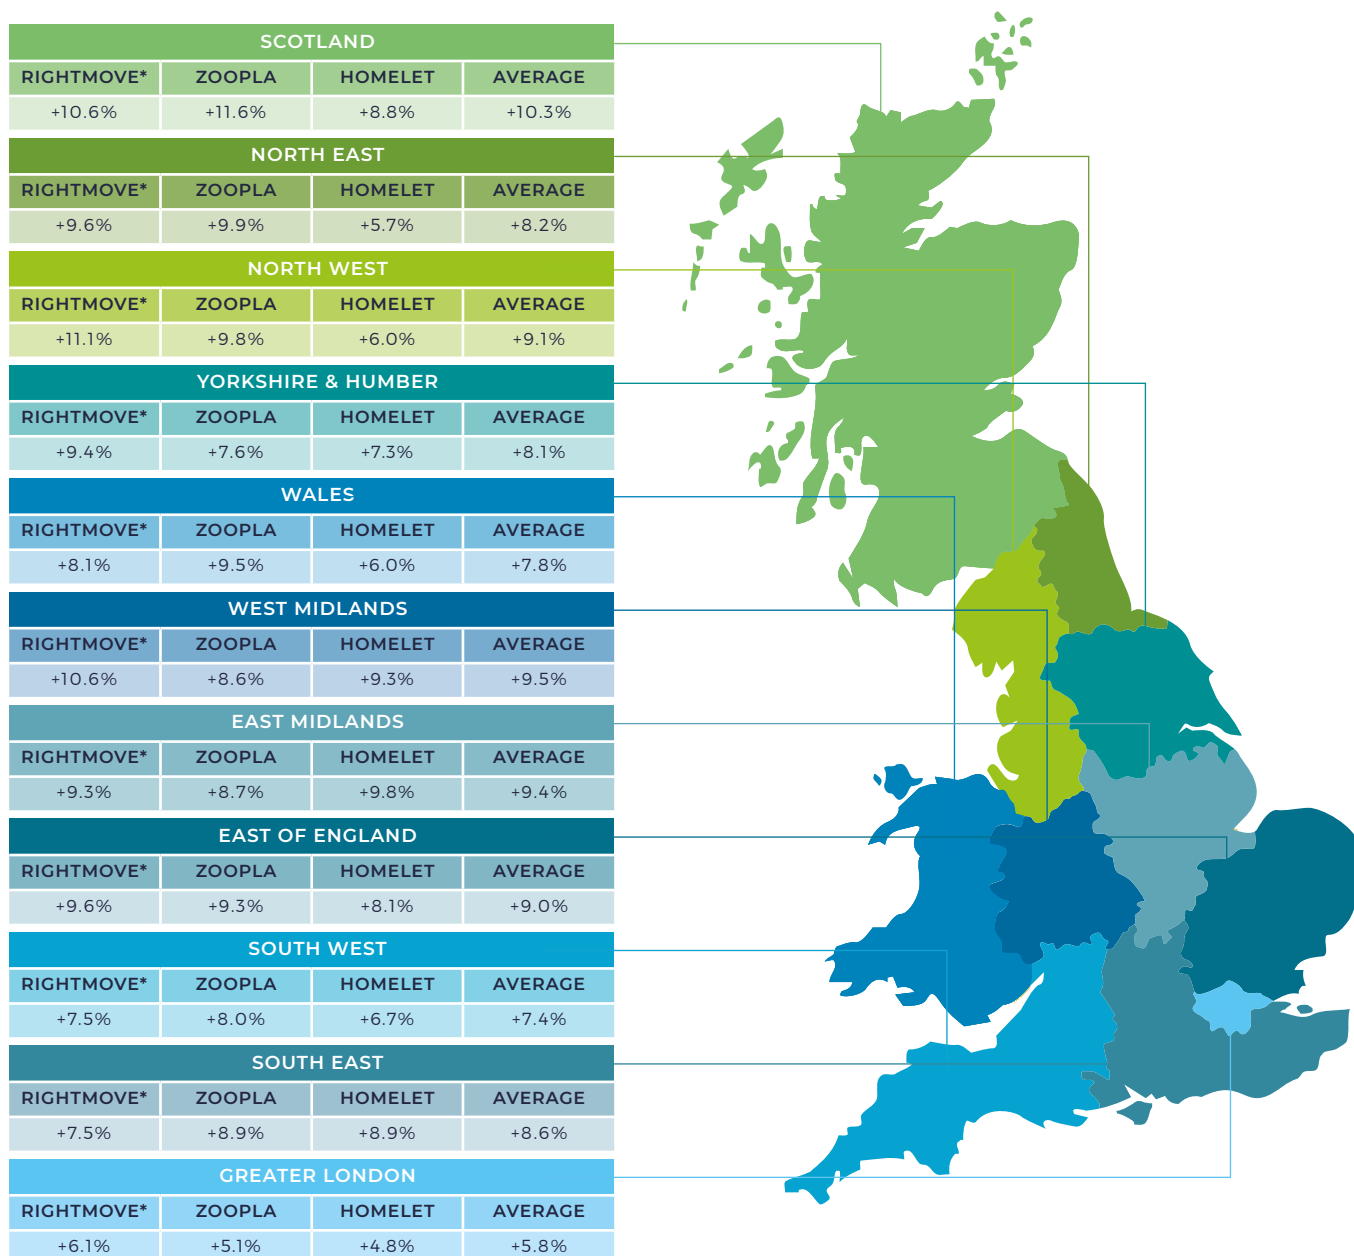 SCOTLAND
RIGHTMOVE* ZOOPLA HOMELET AVERAGE
+10.6% +11.6% +8.8% +10.3%
NORTH EAST
RIGHTMOVE* ZOOPLA HOMELET AVERAGE
+9.6% +9.9% +5.7% +8.2%
NORTH WEST
RIGHTMOVE* ZOOPLA HOMELET AVERAGE
+11.1% +9.8% +6.0% +9.1%
YORKSHIRE & HUMBER
RIGHTMOVE* ZOOPLA HOMELET AVERAGE
+9.4% +7.6% +7.3% +8.1%
WALES
RIGHTMOVE* ZOOPLA HOMELET AVERAGE
+8.1% +9.5% +6.0% +7.8%
WEST MIDLANDS
RIGHTMOVE* ZOOPLA HOMELET AVERAGE
+10.6% +8.6% +9.3% +9.5%
EAST MIDLANDS
RIGHTMOVE* ZOOPLA HOMELET AVERAGE
+9.3% +8.7% +9.8% +9.4%
EAST OF ENGLAND
RIGHTMOVE* ZOOPLA HOMELET AVERAGE
+9.6% +9.3% +8.1% +9.0%
SOUTH WEST
RIGHTMOVE* ZOOPLA HOMELET AVERAGE
+7.5% +8.0% +6.7% +7.4%
SOUTH EAST
RIGHTMOVE* ZOOPLA HOMELET AVERAGE
+7.5% +8.9% +8.9% +8.6%
GREATER LONDON
RIGHTMOVE* ZOOPLA HOMELET AVERAGE
+6.1% +5.1% +4.8% +5.8%